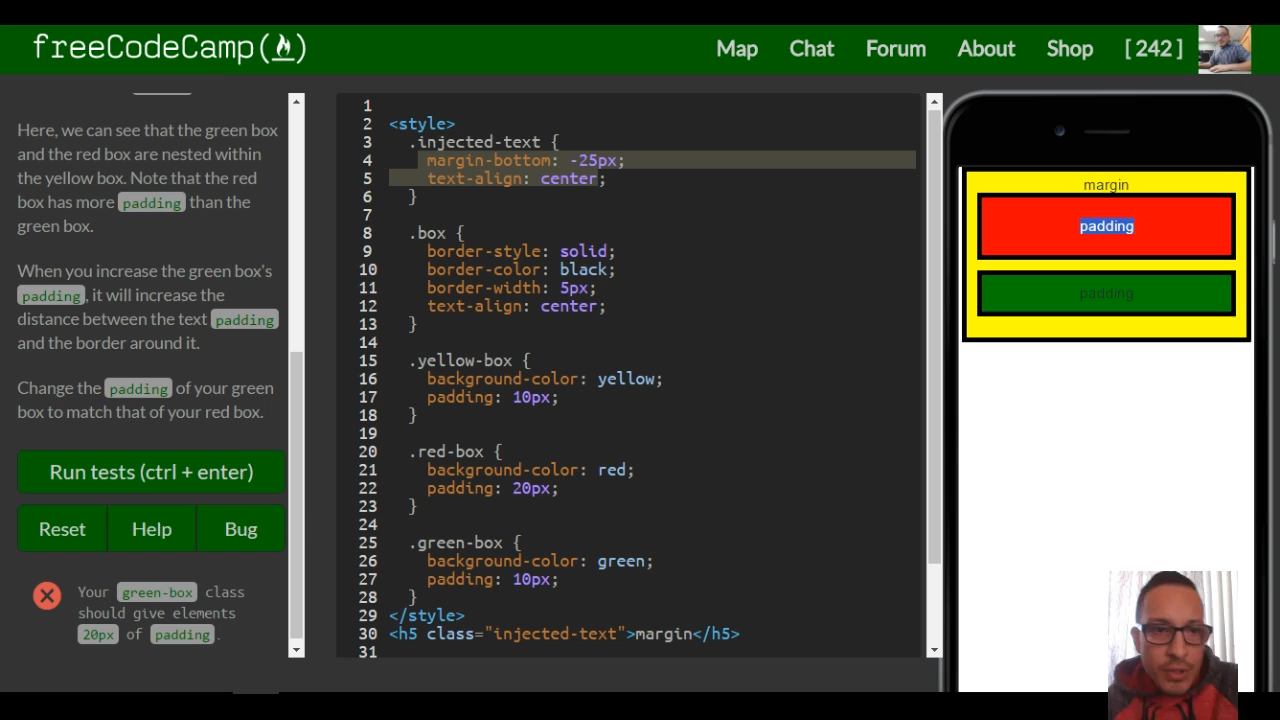 freeCodeCamp(🔥)
Map Chat Forum About Shop [ 242 ]
Here, we can see that the green box
and the red box are nested within
the yellow box. Note that the red
box has more padding than the
green box.
When you increase the green box's
padding, it will increase the
distance between the text padding
and the border around it.
Change the padding of your green
box to match that of your red box.
Run tests (ctrl + enter)
Reset Help Bug
Your green-box class
should give elements
20px of padding.
1
2 <style>
3 .injected-text {
4 margin-bottom: -25px;
5 text-align: center;
6 }
7
8 .box {
9 border-style: solid;
10 border-color: black;
11 border-width: 5px;
12 text-align: center;
13 }
14
15 .yellow-box {
16 background-color: yellow;
17 padding: 10px;
18 }
19
20 .red-box {
21 background-color: red;
22 padding: 20px;
23 }
24
25 .green-box {
26 background-color: green;
27 padding: 10px;
28 }
29 </style>
30 <h5 class="injected-text">margin</h5>
31
margin
padding
padding